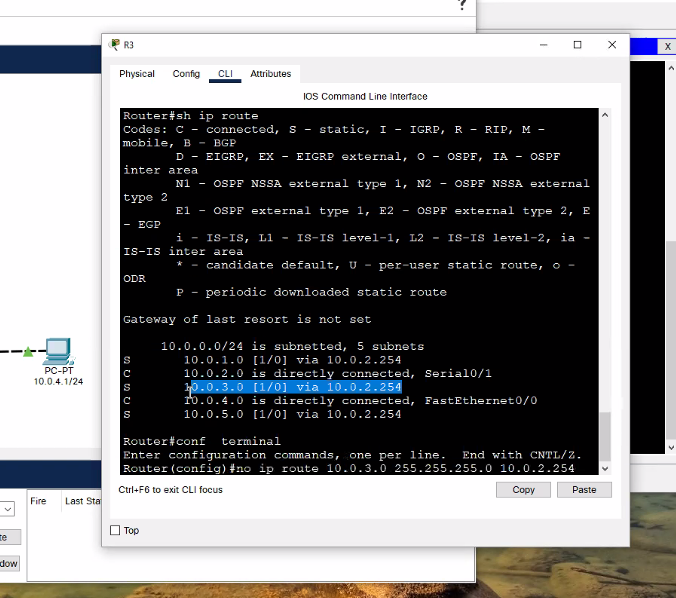 ?
R3
X
Physical Config CLI Attributes
IOS Command Line Interface
Router#sh ip route
Codes: C - connected, S - static, I - IGRP, R - RIP, M -
mobile, B - BGP
D - EIGRP, EX - EIGRP external, O - OSPF, IA - OSPF
inter area
N1 - OSPF NSSA external type 1, N2 - OSPF NSSA external
type 2
E1 - OSPF external type 1, E2 - OSPF external type 2, E
- EGP
i - IS-IS, L1 - IS-IS level-1, L2 - IS-IS level-2, ia -
IS-IS inter area
* - candidate default, U - per-user static route, o -
ODR
P - periodic downloaded static route
Gateway of last resort is not set
10.0.0.0/24 is subnetted, 5 subnets
S 10.0.1.0 [1/0] via 10.0.2.254
C 10.0.2.0 is directly connected, Serial0/1
S 10.0.3.0 [1/0] via 10.0.2.254
C 10.0.4.0 is directly connected, FastEthernet0/0
S 10.0.5.0 [1/0] via 10.0.2.254
Router#conf  terminal
Enter configuration commands, one per line.  End with CNTL/Z.
Router(config)#no ip route 10.0.3.0 255.255.255.0 10.0.2.254
PC-PT
10.0.4.1/24
Ctrl+F6 to exit CLI focus
Copy Paste
Fire Last Sta
Top
te
dow